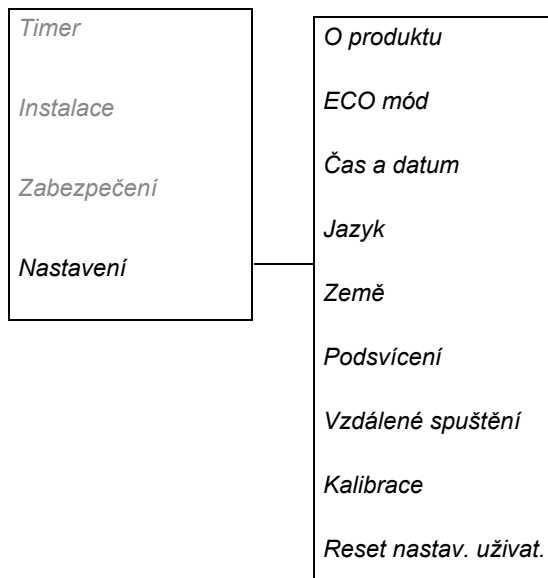 Timer
Instalace
Zabezpečení
Nastavení
O produktu
ECO mód
Čas a datum
Jazyk
Země
Podsvícení
Vzdálené spuštění
Kalibrace
Reset nastav. uživat.